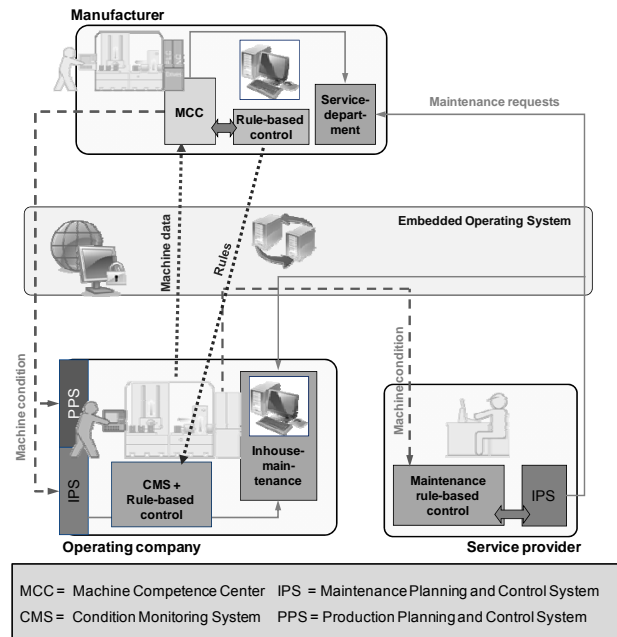 Manufacturer
MCC
Rule-based
control
Service-
depart-
ment
Maintenance requests
Embedded Operating System
Machine data
Rules
Machine condition
Machine condition
PPS
IPS
CMS +
Rule-based
control
Inhouse-
main-
tenance
Maintenance
rule-based
control
IPS
Operating company
Service provider
MCC = Machine Competence Center IPS = Maintenance Planning and Control System
CMS = Condition Monitoring System PPS = Production Planning and Control System